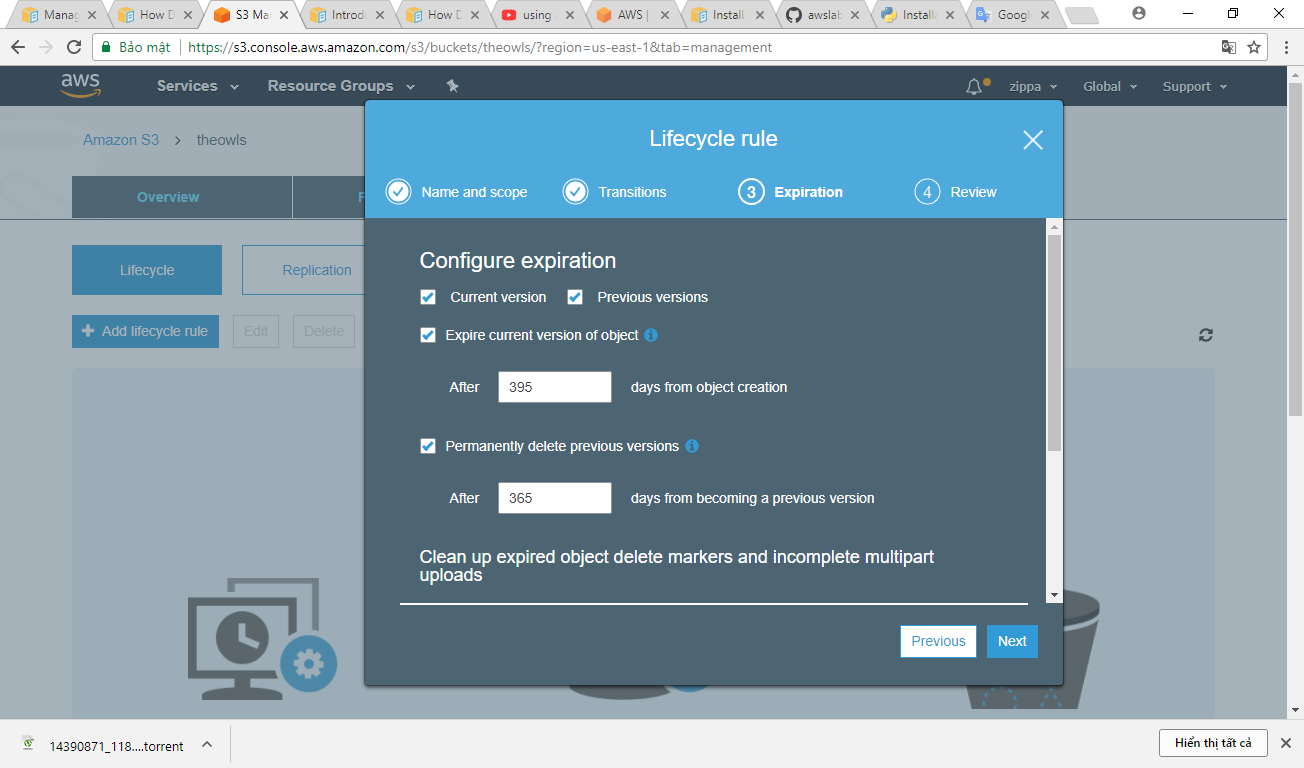 Manag
How D
S3 Ma
Introdu
How D
using a
AWS |
Install
awslab
Installa
Googl
Bảo mật
https://s3.console.aws.amazon.com/s3/buckets/theowls/?region=us-east-1&tab=management
aws
Services
Resource Groups
zippa
Global
Support
Amazon S3 > theowls
Overview
Lifecycle
Replication
+ Add lifecycle rule
Edit
Delete
Lifecycle rule
Name and scope
Transitions
3 Expiration
4 Review
Configure expiration
Current version
Previous versions
Expire current version of object
After 395 days from object creation
Permanently delete previous versions
After 365 days from becoming a previous version
Clean up expired object delete markers and incomplete multipart
uploads
Previous
Next
14390871_118....torrent
Hiển thị tất cả